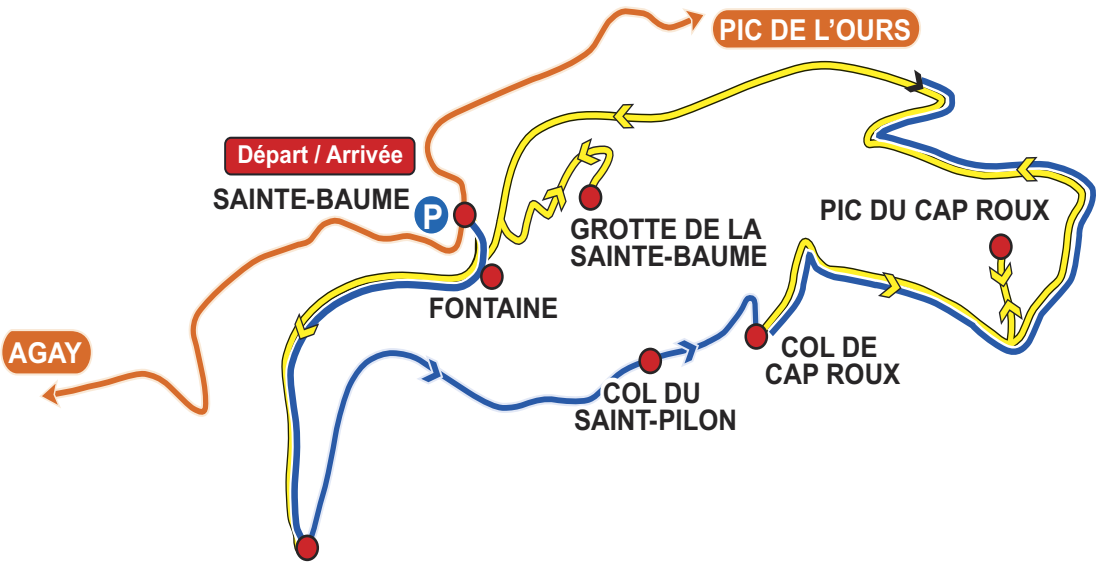 PIC DE L'OURS
Départ / Arrivée
SAINTE-BAUME
P
GROTTE DE LA
SAINTE-BAUME
PIC DU CAP ROUX
FONTAINE
AGAY
COL DE
CAP ROUX
COL DU
SAINT-PILON